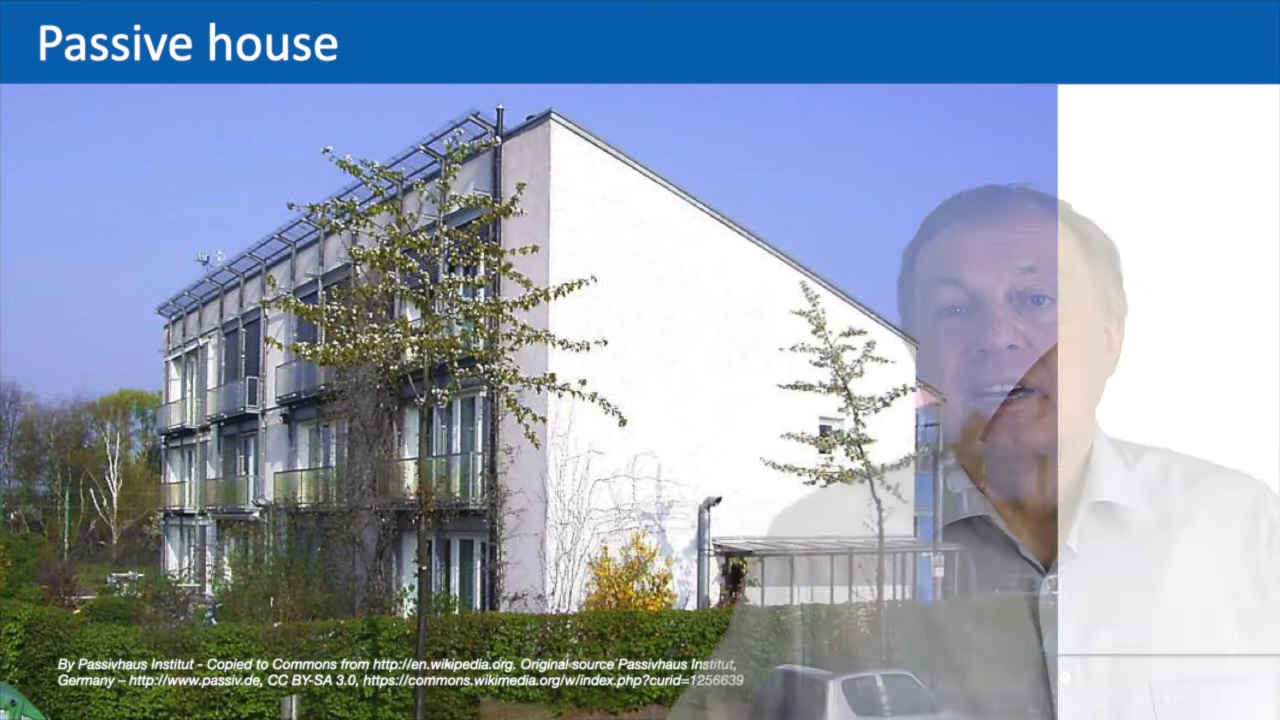 Passive house
By Passivhaus Institut - Copied to Commons from http://en.wikipedia.org. Original source Passivhaus Institut,
Germany – http://www.passiv.de, CC BY-SA 3.0, https://commons.wikimedia.org/w/index.php?curid=1256639